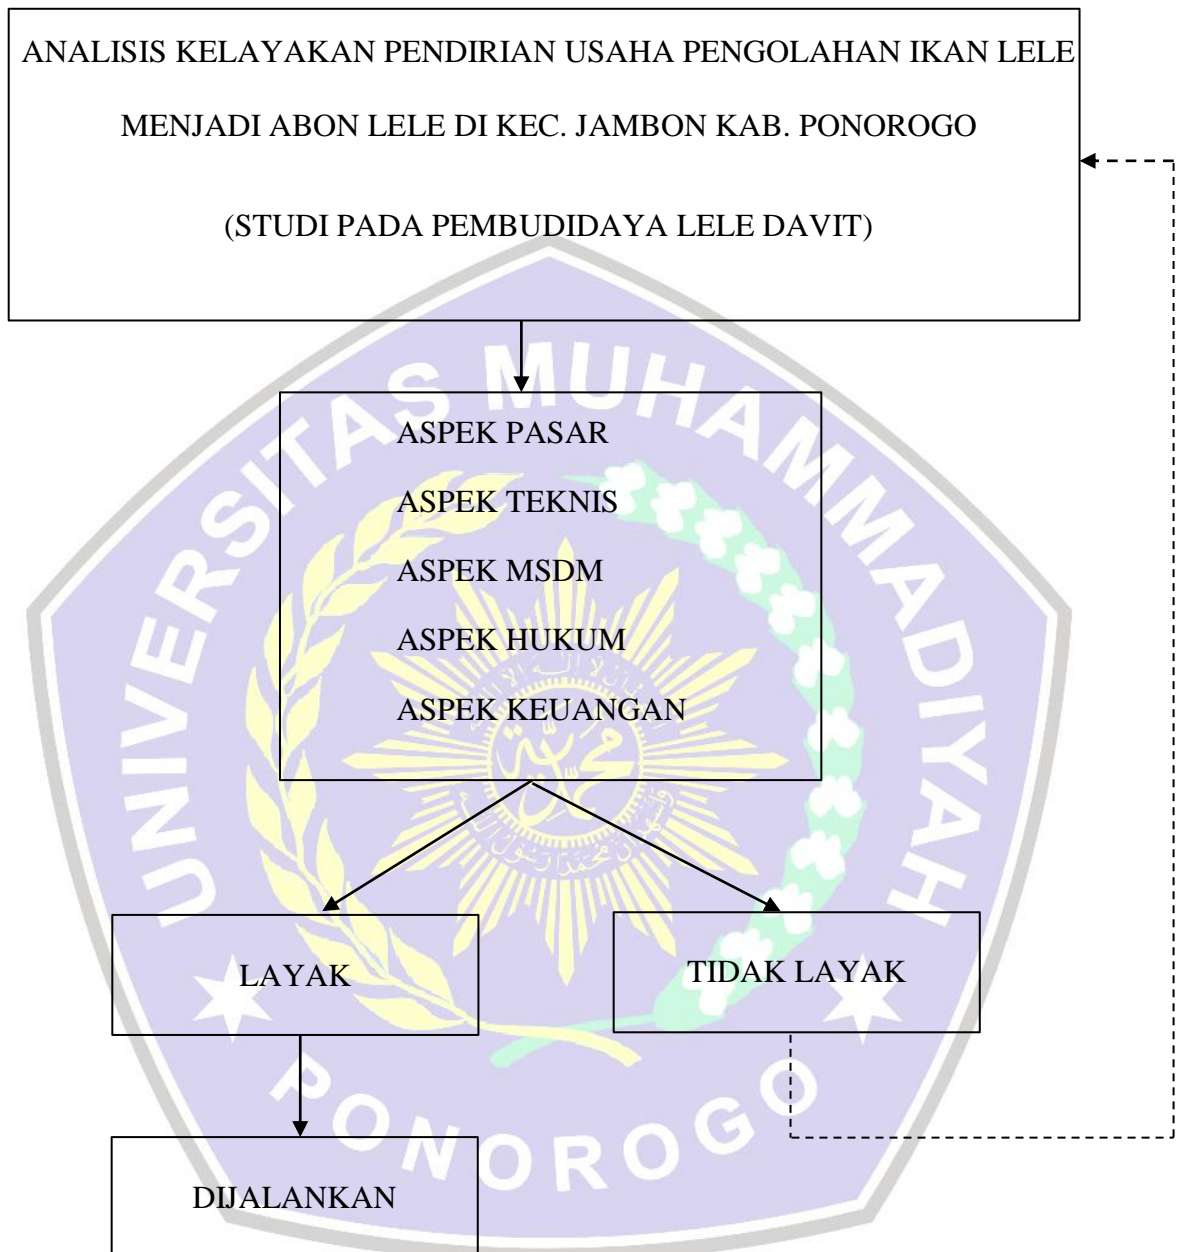 ANALISIS KELAYAKAN PENDIRIAN USAHA PENGOLAHAN IKAN LELE
MENJADI ABON LELE DI KEC. JAMBON KAB. PONOROGO
(STUDI PADA PEMBUDIDAYA LELE DAVIT)
UNIVERSITAS MUHAMMADIYAH
ASPEK PASAR
ASPEK TEKNIS
ASPEK MSDM
ASPEK HUKUM
ASPEK KEUANGAN
LAYAK
TIDAK LAYAK
DIJALANKAN
PONOROGO